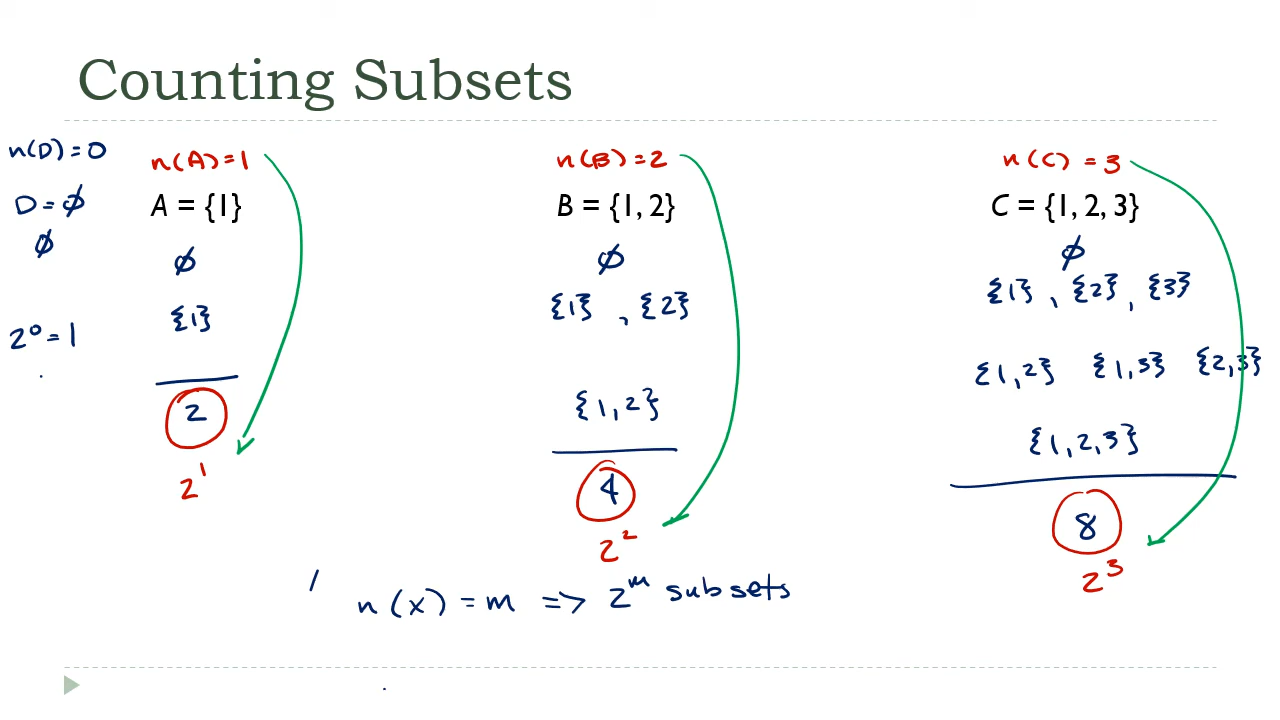 Counting Subsets
n(D) = 0
D = ∅
∅
2⁰ = 1
n(A) = 1
A = {1}
∅
{1}
2
2¹
n(B) = 2
B = {1, 2}
∅
{1} , {2}
{1, 2}
4
2²
n(C) = 3
C = {1, 2, 3}
∅
{1} , {2} , {3}
{1, 2} {1, 3} {2, 3}
{1, 2, 3}
8
2³
n(x) = m => 2ᵐ subsets